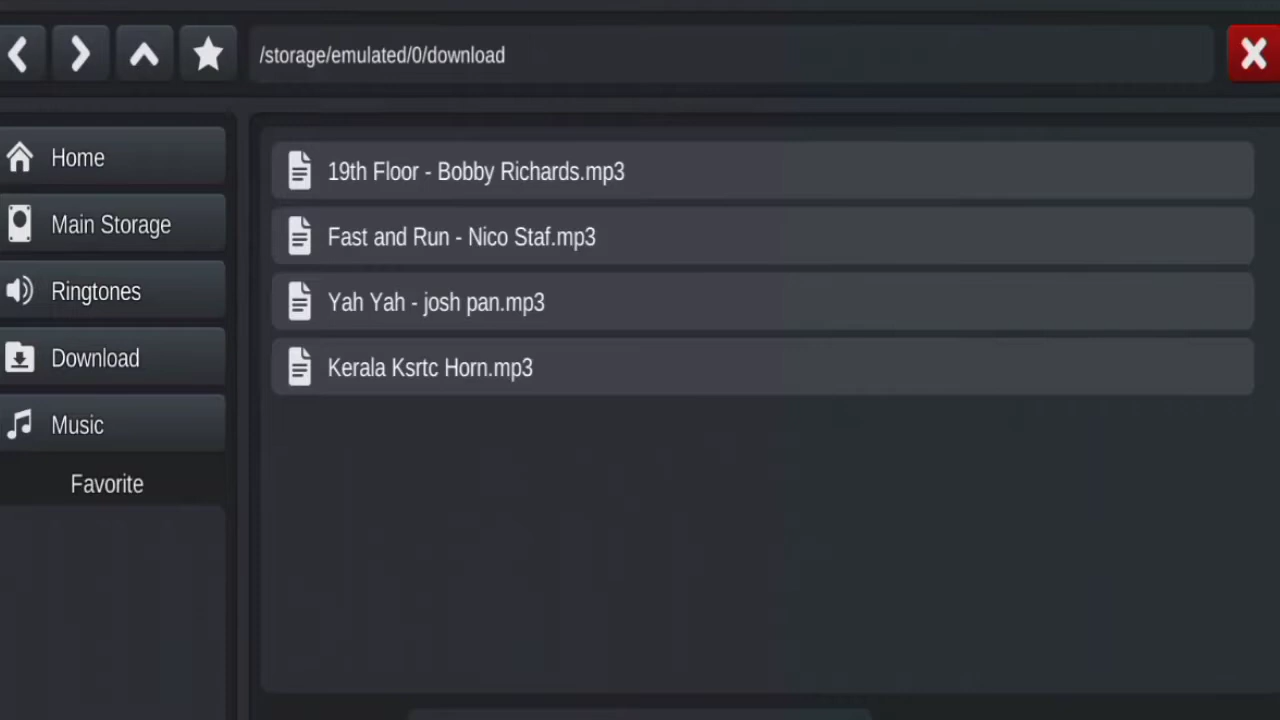 /storage/emulated/0/download
Home
Main Storage
Ringtones
Download
Music
Favorite
19th Floor - Bobby Richards.mp3
Fast and Run - Nico Staf.mp3
Yah Yah - josh pan.mp3
Kerala Ksrtc Horn.mp3